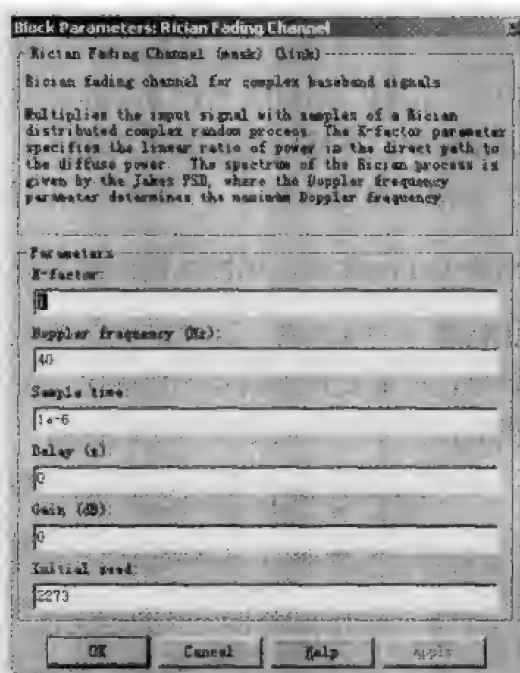 Block Parameters: Rician Fading Channel
Rician Fading Channel (mask) (link)
Rician fading channel for complex baseband signals
Multiplies the input signal with samples of a Rician
distributed complex random process. The K-factor parameter
specifies the linear ratio of power in the direct path to
the diffuse power. The spectrum of the Rician process is
given by the Jakes PSD, where the Doppler frequency
parameter determines the maximum Doppler frequency.
Parameters
K-factor:
Doppler frequency (Hz):
40
Sample time:
1e-6
Delay (s):
0
Gain (dB):
0
Initial seed:
2273
OK Cancel Help Apply